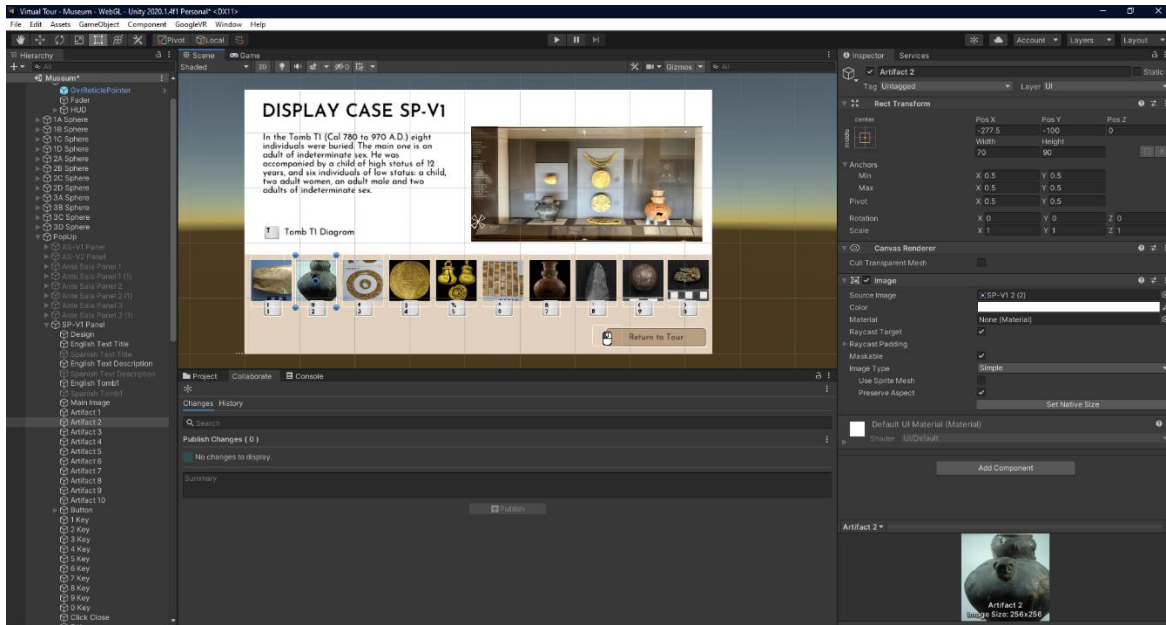 Virtual Tour - Museum - WebGL - Unity 2020.1.4f1 Personal* <DX11>
File Edit Assets GameObject Component GoogleVR Window Help
Pivot Local
Account Layers Layout
Hierarchy
All
Museum*
GvrReticlePointer
Fader
HUD
1A Sphere
1B Sphere
1C Sphere
1D Sphere
2A Sphere
2B Sphere
2C Sphere
2D Sphere
3A Sphere
3B Sphere
3C Sphere
3D Sphere
PopUp
AS-V1 Panel
AS-V2 Panel
Ante Sala Panel 1
Ante Sala Panel 1 (1)
Ante Sala Panel 2
Ante Sala Panel 2 (1)
Ante Sala Panel 3
Ante Sala Panel 3 (1)
SP-V1 Panel
Design
English Text Title
Spanish Text Title
English Text Description
Spanish Text Description
English Tomb1
Spanish Tomb1
Main Image
Artifact 1
Artifact 2
Artifact 3
Artifact 4
Artifact 5
Artifact 6
Artifact 7
Artifact 8
Artifact 9
Artifact 10
Button
1 Key
2 Key
3 Key
4 Key
5 Key
6 Key
7 Key
8 Key
9 Key
0 Key
Click Close
Scene Game
Shaded 2D 0 Gizmos All
DISPLAY CASE SP-V1
In the Tomb T1 (Cal 780 to 970 A.D.) eight
individuals were buried. The main one is an
adult of indeterminate sex. He was
accompanied by a child of high status of 12
years, and six individuals of low status: a child,
two adult women, an adult male and two
adults of indeterminate sex.
T Tomb T1 Diagram
Return to Tour
Project Collaborate Console
Changes History
Search
Publish Changes ( 0 )
No changes to display.
Summary
Publish
Inspector Services
Artifact 2 Static
Tag Untagged Layer UI
Rect Transform
center Pos X Pos Y Pos Z
middle -277.5 -100 0
Width Height
70 90
Anchors
Min X 0.5 Y 0.5
Max X 0.5 Y 0.5
Pivot X 0.5 Y 0.5
Rotation X 0 Y 0 Z 0
Scale X 1 Y 1 Z 1
Canvas Renderer
Cull Transparent Mesh
Image
Source Image SP-V1 2 (2)
Color
Material None (Material)
Raycast Target
Raycast Padding
Maskable
Image Type Simple
Use Sprite Mesh
Preserve Aspect
Set Native Size
Default UI Material (Material)
Shader UI/Default
Add Component
Artifact 2
Artifact 2
Image Size: 256x256